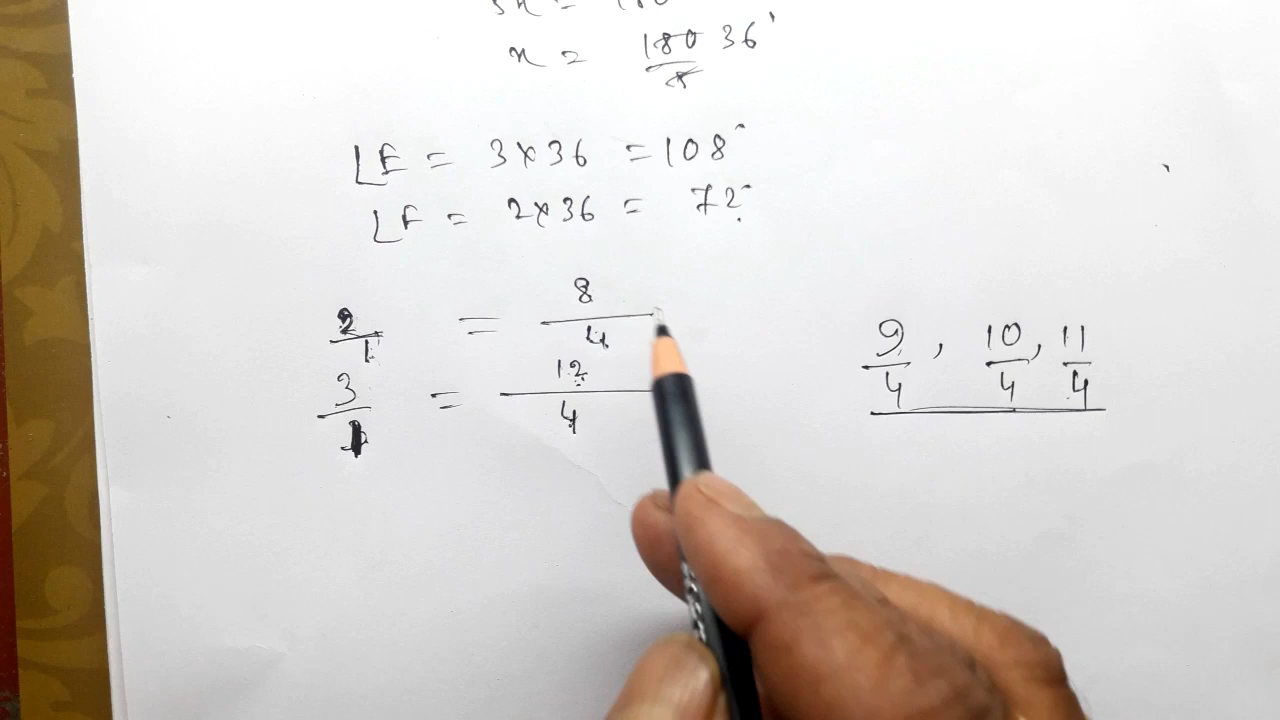 x = 180/5 36°
∠E = 3×36 = 108°
∠F = 2×36 = 72°
2/1 = 8/4
3/1 = 12/4
9/4, 10/4, 11/4